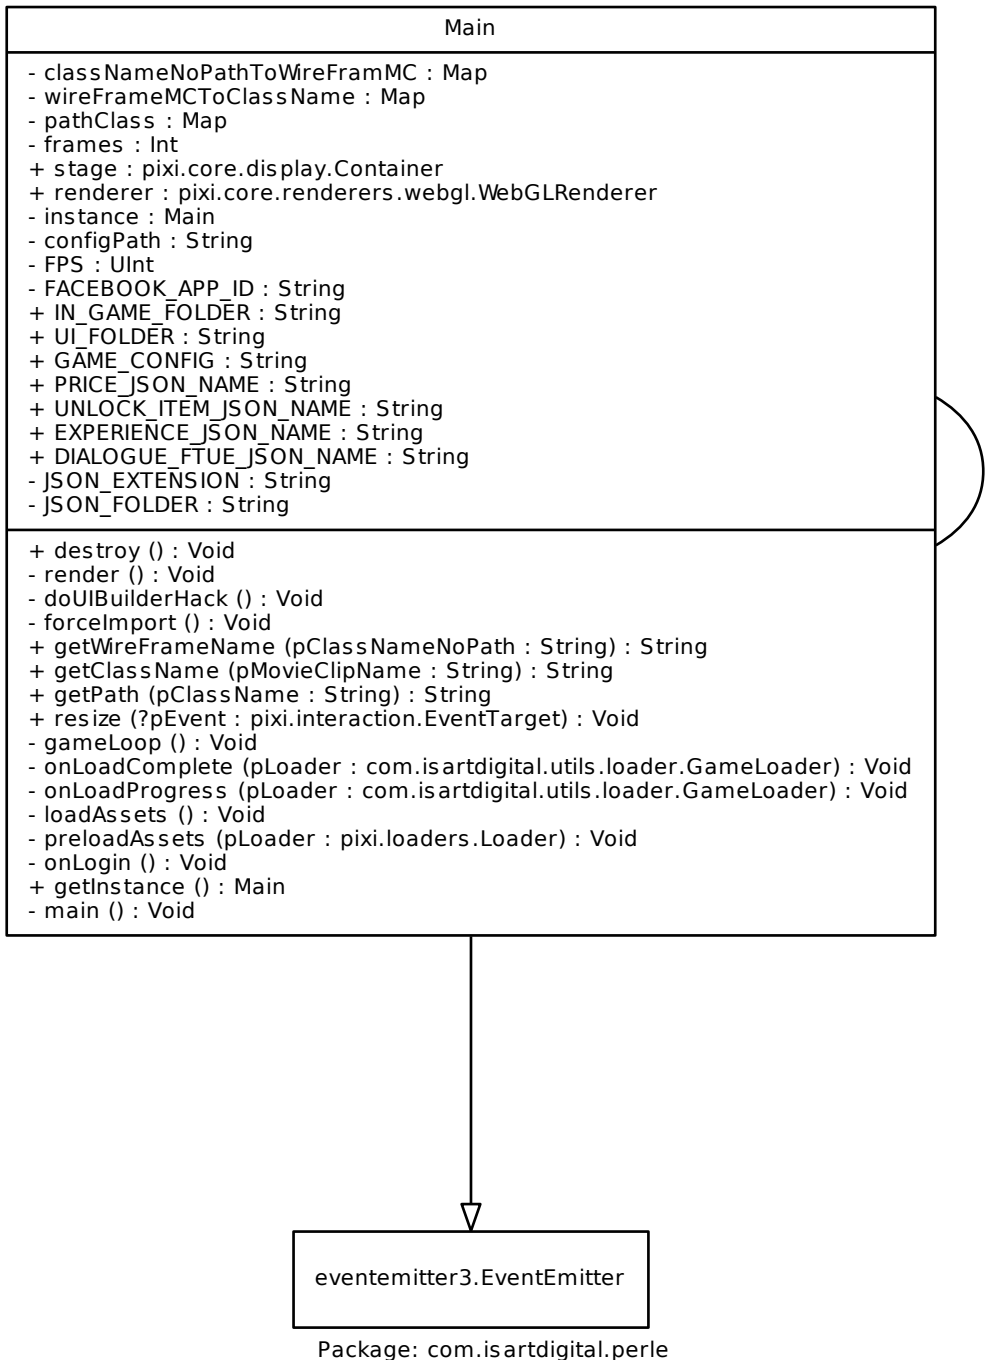 Main
- classNameNoPathToWireFramMC : Map
- wireFrameMCToClassName : Map
- pathClass : Map
- frames : Int
+ stage : pixi.core.display.Container
+ renderer : pixi.core.renderers.webgl.WebGLRenderer
- instance : Main
- configPath : String
- FPS : UInt
- FACEBOOK_APP_ID : String
+ IN_GAME_FOLDER : String
+ UI_FOLDER : String
+ GAME_CONFIG : String
+ PRICE_JSON_NAME : String
+ UNLOCK_ITEM_JSON_NAME : String
+ EXPERIENCE_JSON_NAME : String
+ DIALOGUE_FTUE_JSON_NAME : String
- JSON_EXTENSION : String
- JSON_FOLDER : String
+ destroy () : Void
- render () : Void
- doUIBuilderHack () : Void
- forceImport () : Void
+ getWireFrameName (pClassNameNoPath : String) : String
+ getClassName (pMovieClipName : String) : String
+ getPath (pClassName : String) : String
+ resize (?pEvent : pixi.interaction.EventTarget) : Void
- gameLoop () : Void
- onLoadComplete (pLoader : com.isartdigital.utils.loader.GameLoader) : Void
- onLoadProgress (pLoader : com.isartdigital.utils.loader.GameLoader) : Void
- loadAssets () : Void
- preloadAssets (pLoader : pixi.loaders.Loader) : Void
- onLogin () : Void
+ getInstance () : Main
- main () : Void
eventemitter3.EventEmitter
Package: com.isartdigital.perle